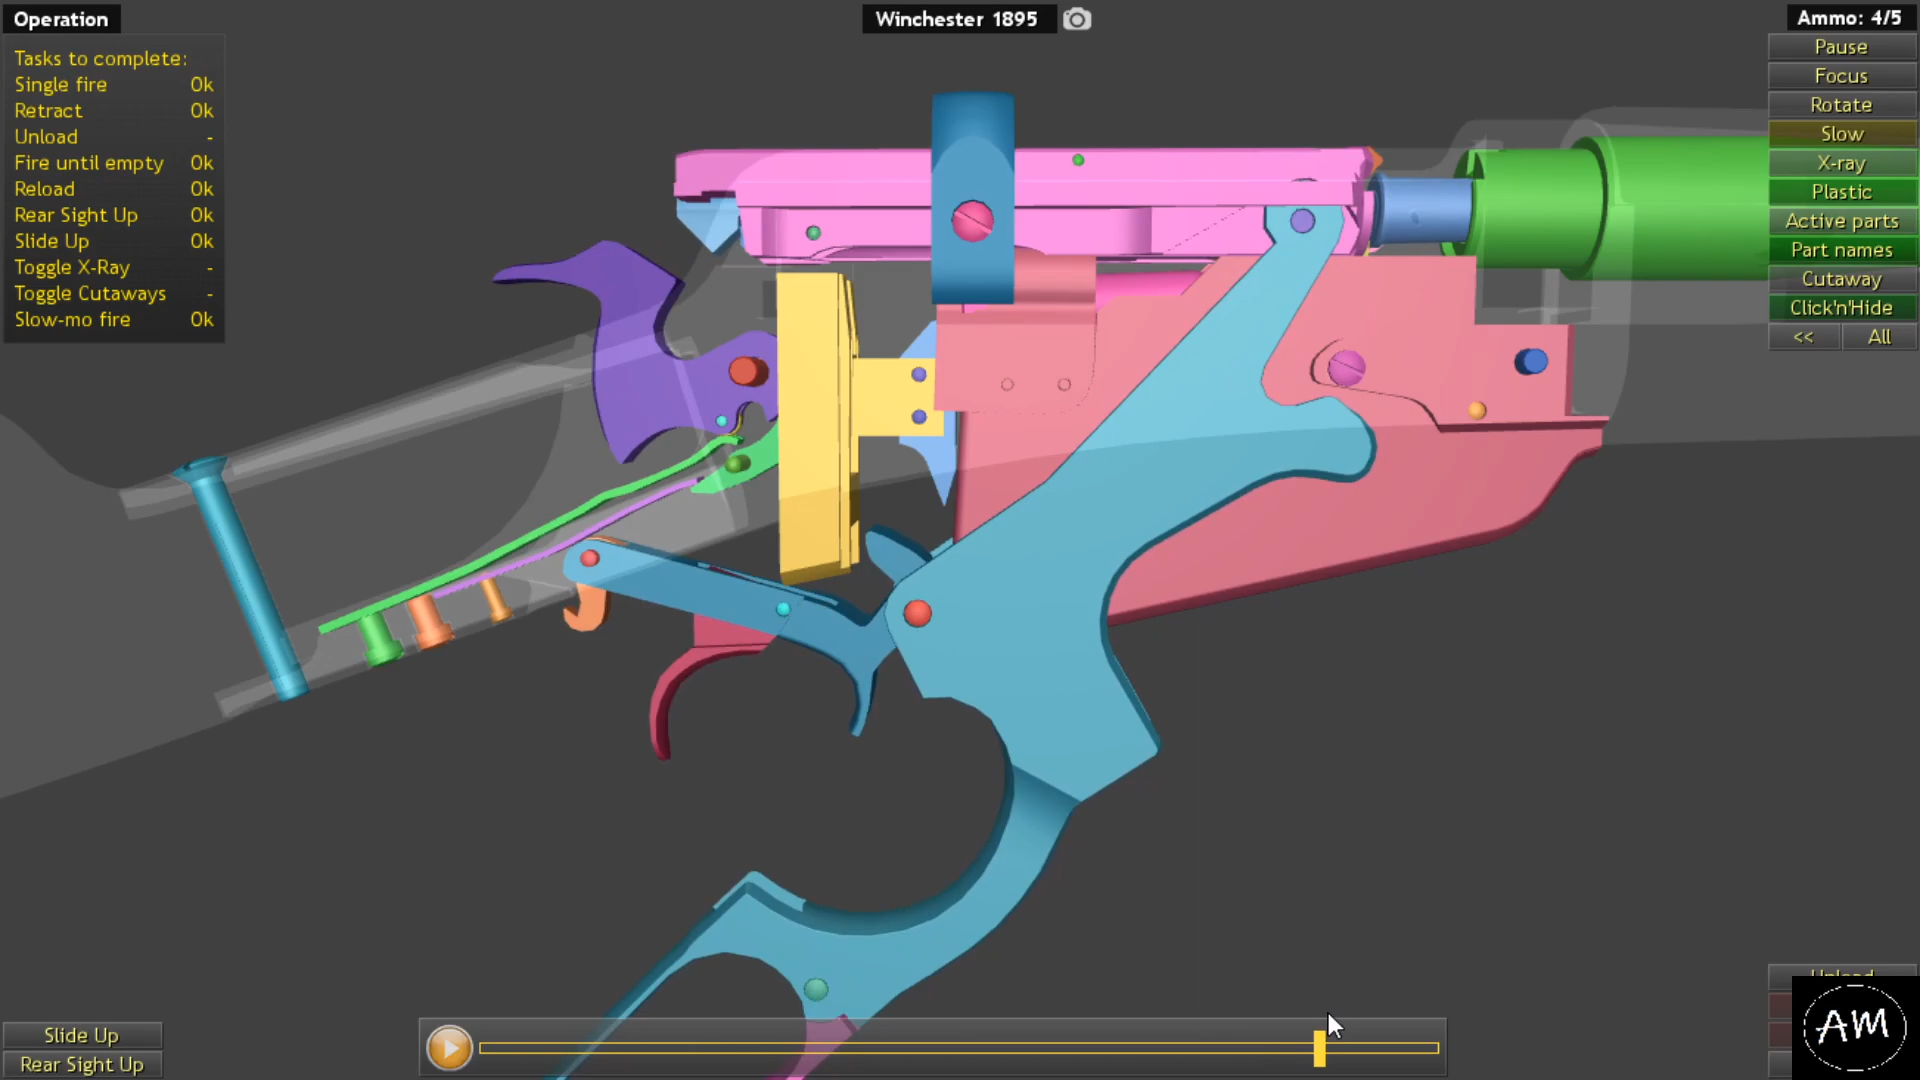 Operation
Tasks to complete:
Single fire Ok
Retract Ok
Unload -
Fire until empty Ok
Reload Ok
Rear Sight Up Ok
Slide Up Ok
Toggle X-Ray -
Toggle Cutaways -
Slow-mo fire Ok
Winchester 1895
Ammo: 4/5
Pause
Focus
Rotate
Slow
X-ray
Plastic
Active parts
Part names
Cutaway
Click'n'Hide
<< All
Unload
AM
Slide Up
Rear Sight Up